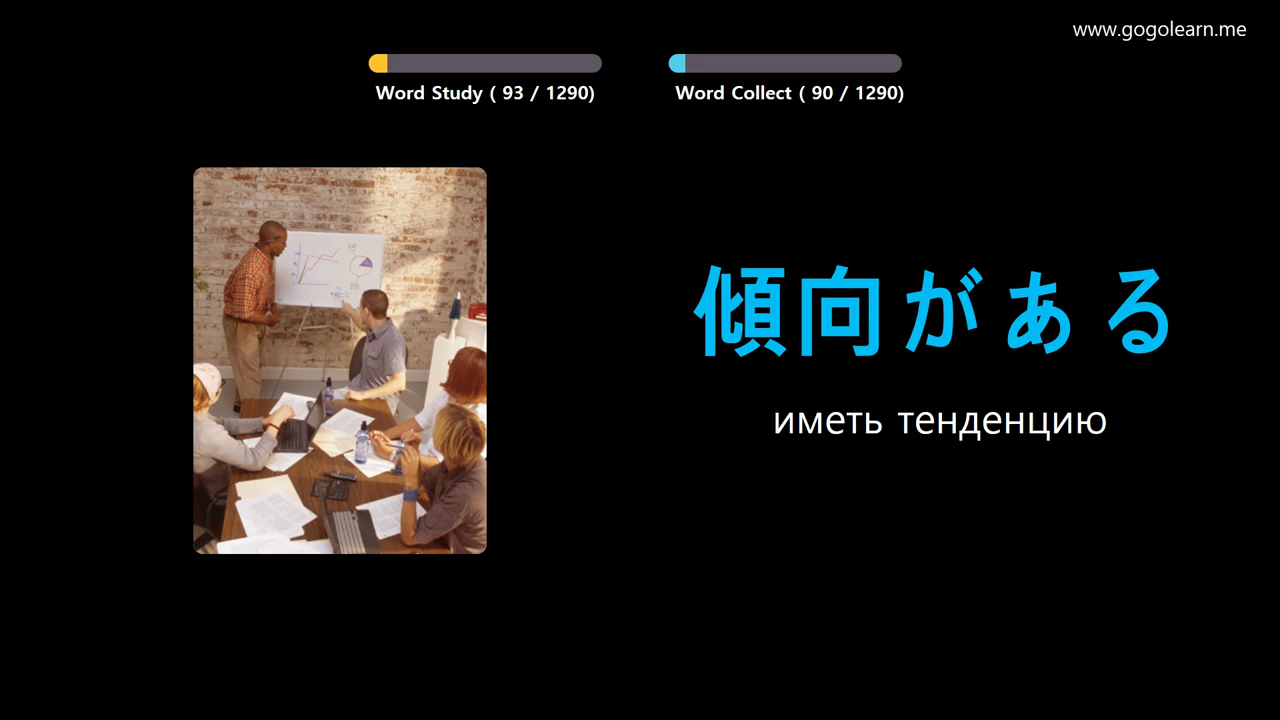 www.gogolearn.me
Word Study ( 93 / 1290)
Word Collect ( 90 / 1290)
傾向がある
иметь тенденцию